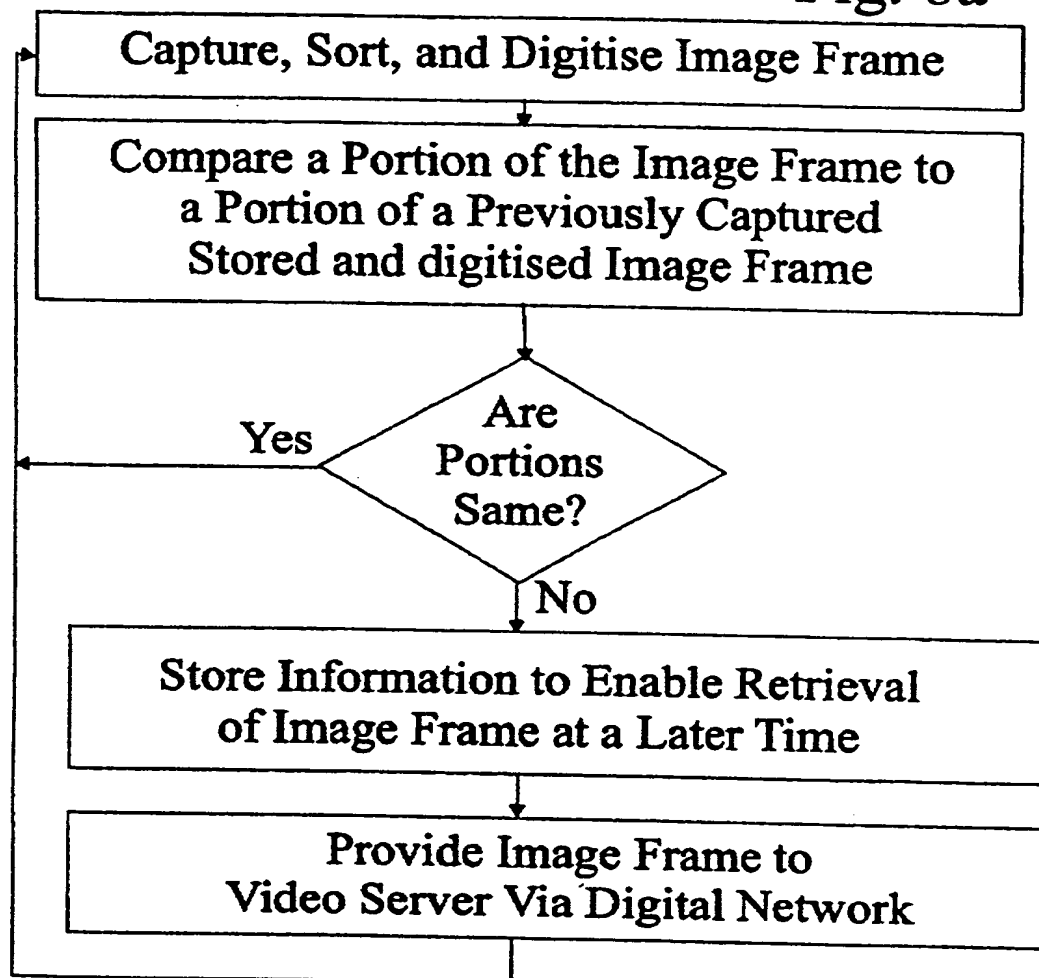 Capture, Sort, and Digitise Image Frame
Compare a Portion of the Image Frame to
a Portion of a Previously Captured
Stored and digitised Image Frame
Are
Portions
Same?
Yes
No
Store Information to Enable Retrieval
of Image Frame at a Later Time
Provide Image Frame to
Video Server Via Digital Network